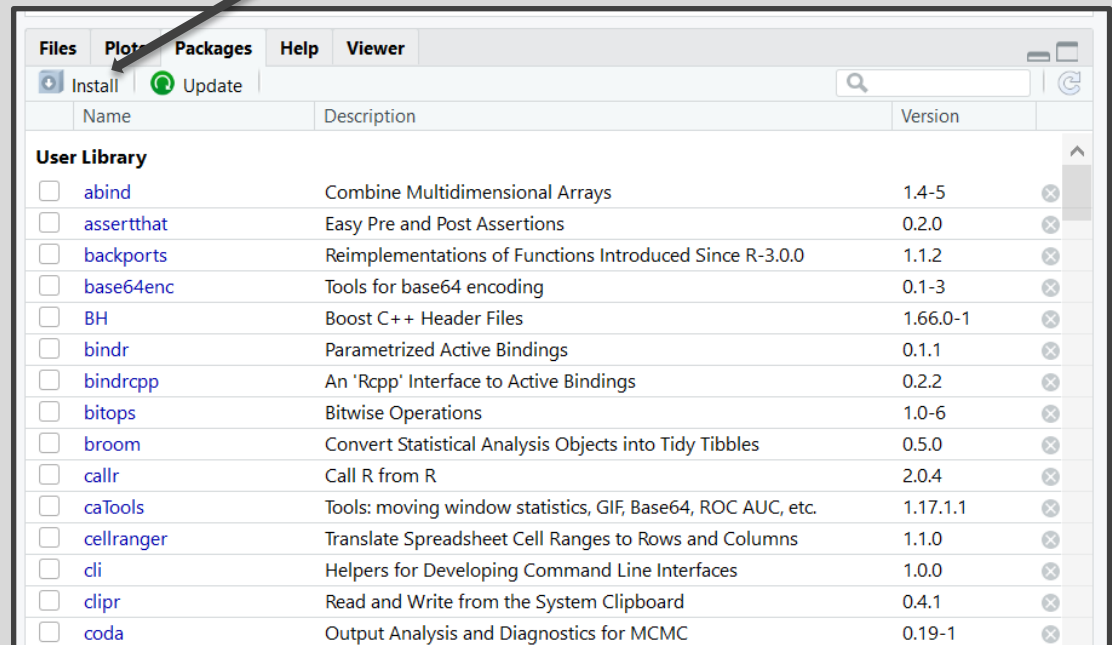 Files Plots Packages Help Viewer
Install Update
Name Description Version
User Library
abind Combine Multidimensional Arrays 1.4-5
assertthat Easy Pre and Post Assertions 0.2.0
backports Reimplementations of Functions Introduced Since R-3.0.0 1.1.2
base64enc Tools for base64 encoding 0.1-3
BH Boost C++ Header Files 1.66.0-1
bindr Parametrized Active Bindings 0.1.1
bindrcpp An 'Rcpp' Interface to Active Bindings 0.2.2
bitops Bitwise Operations 1.0-6
broom Convert Statistical Analysis Objects into Tidy Tibbles 0.5.0
callr Call R from R 2.0.4
caTools Tools: moving window statistics, GIF, Base64, ROC AUC, etc. 1.17.1.1
cellranger Translate Spreadsheet Cell Ranges to Rows and Columns 1.1.0
cli Helpers for Developing Command Line Interfaces 1.0.0
clipr Read and Write from the System Clipboard 0.4.1
coda Output Analysis and Diagnostics for MCMC 0.19-1